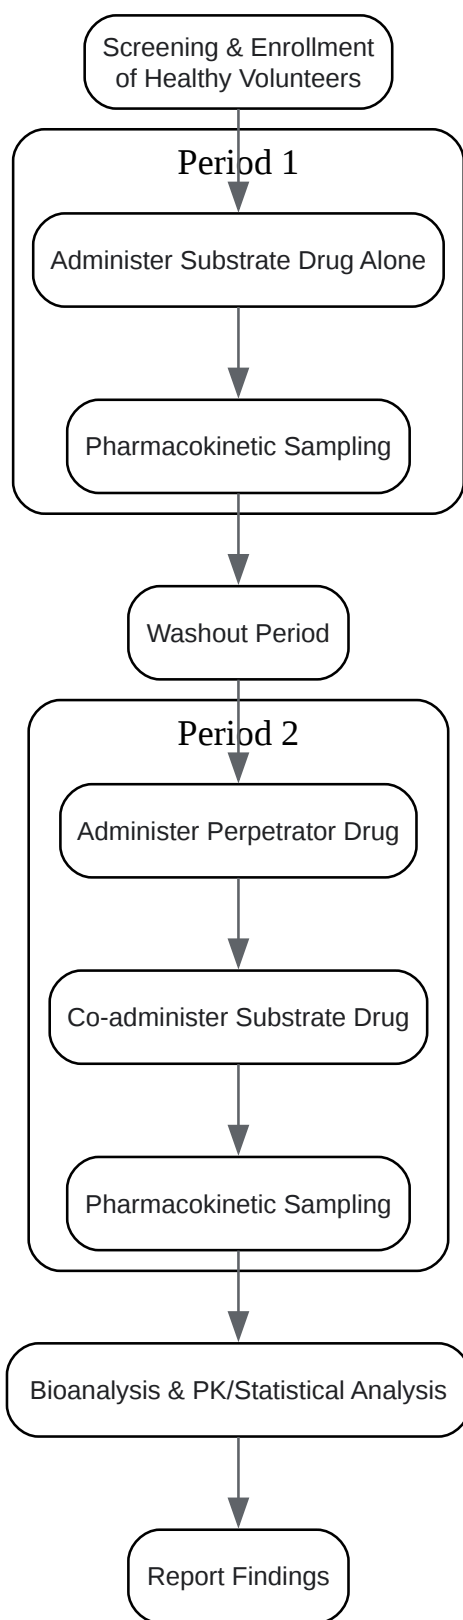 Screening & Enrollment
of Healthy Volunteers
Period 1
Administer Substrate Drug Alone
Pharmacokinetic Sampling
Washout Period
Period 2
Administer Perpetrator Drug
Co-administer Substrate Drug
Pharmacokinetic Sampling
Bioanalysis & PK/Statistical Analysis
Report Findings